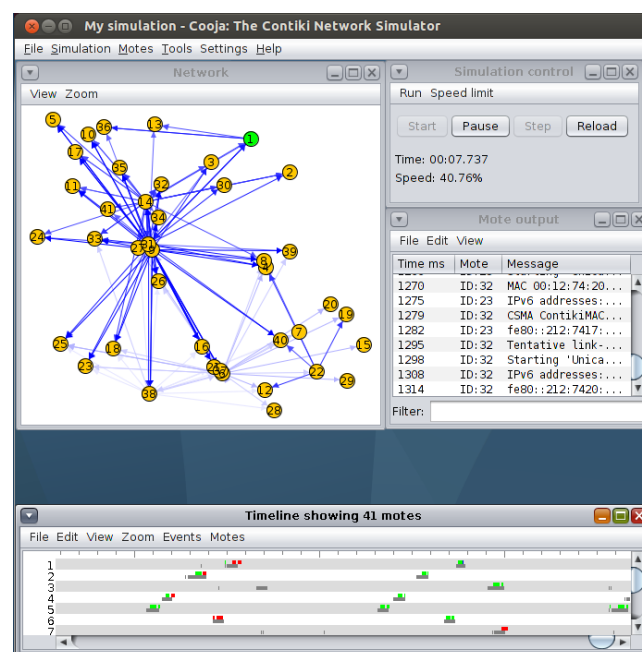 My simulation - Cooja: The Contiki Network Simulator
File Simulation Motes Tools Settings Help
Network
View Zoom
5
10
36
13
1
17
35
3
2
11
32
30
14
41
34
24
33
31
39
8
4
26
20
19
7
25
18
16
40
15
23
22
29
38
12
28
Simulation control
Run Speed limit
Start Pause Step Reload
Time: 00:07.737
Speed: 40.76%
Mote output
File Edit View
Time ms Mote Message
1270 ID:32 MAC 00:12:74:20...
1275 ID:23 IPv6 addresses:...
1279 ID:32 CSMA ContikiMAC...
1282 ID:23 fe80::212:7417:...
1295 ID:32 Tentative link-...
1298 ID:32 Starting 'Unica...
1308 ID:32 IPv6 addresses:...
1314 ID:32 fe80::212:7420:...
Filter:
Timeline showing 41 motes
File Edit View Zoom Events Motes
1
2
3
4
5
6
7